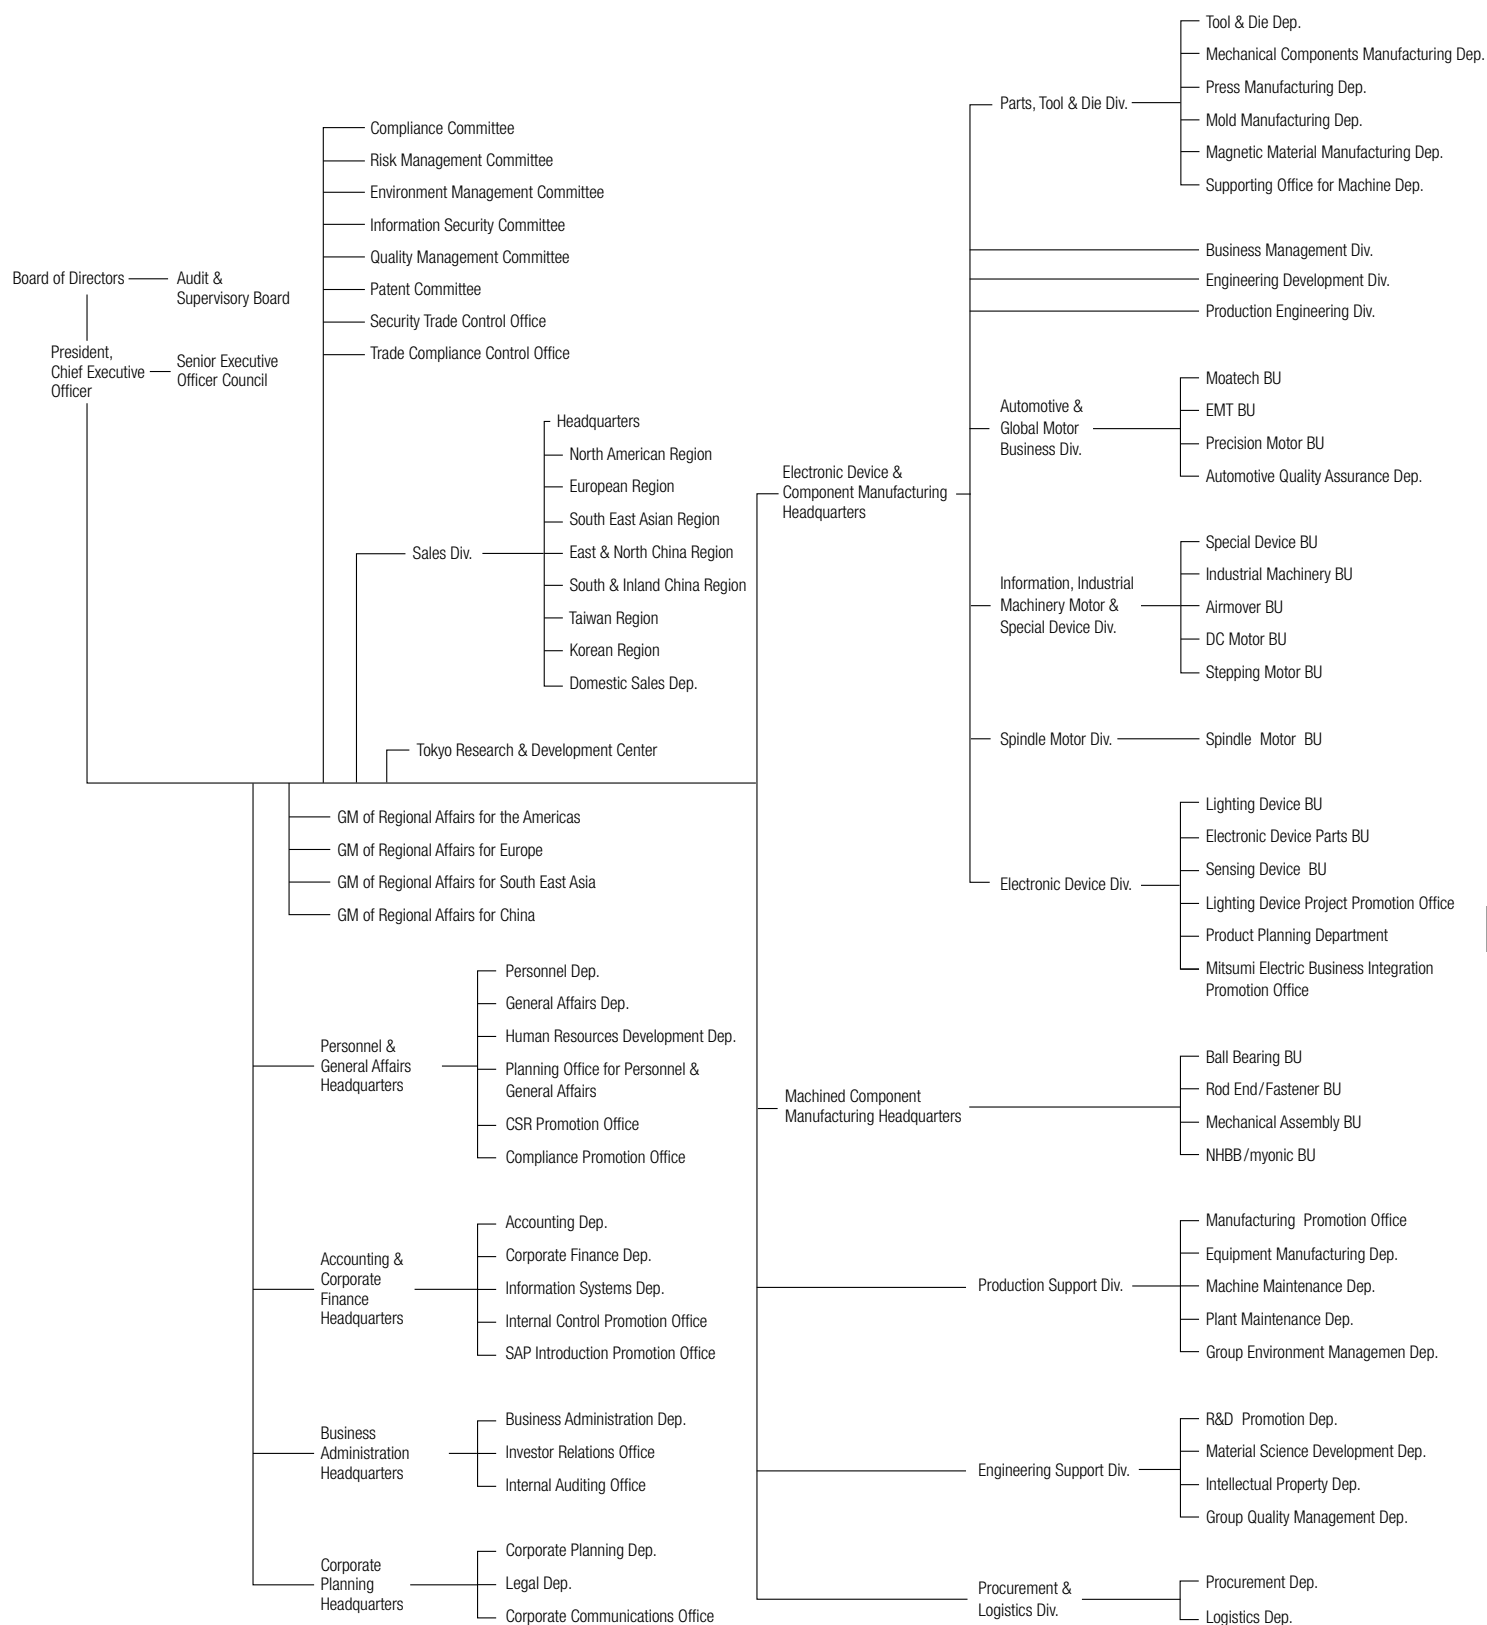 Board of Directors
Audit &
Supervisory Board
President,
Chief Executive
Officer
Senior Executive
Officer Council
Compliance Committee
Risk Management Committee
Environment Management Committee
Information Security Committee
Quality Management Committee
Patent Committee
Security Trade Control Office
Trade Compliance Control Office
Sales Div.
Headquarters
North American Region
European Region
South East Asian Region
East & North China Region
South & Inland China Region
Taiwan Region
Korean Region
Domestic Sales Dep.
Tokyo Research & Development Center
GM of Regional Affairs for the Americas
GM of Regional Affairs for Europe
GM of Regional Affairs for South East Asia
GM of Regional Affairs for China
Personnel &
General Affairs
Headquarters
Personnel Dep.
General Affairs Dep.
Human Resources Development Dep.
Planning Office for Personnel &
General Affairs
CSR Promotion Office
Compliance Promotion Office
Accounting &
Corporate
Finance
Headquarters
Accounting Dep.
Corporate Finance Dep.
Information Systems Dep.
Internal Control Promotion Office
SAP Introduction Promotion Office
Business
Administration
Headquarters
Business Administration Dep.
Investor Relations Office
Internal Auditing Office
Corporate
Planning
Headquarters
Corporate Planning Dep.
Legal Dep.
Corporate Communications Office
Electronic Device &
Component Manufacturing
Headquarters
Parts, Tool & Die Div.
Tool & Die Dep.
Mechanical Components Manufacturing Dep.
Press Manufacturing Dep.
Mold Manufacturing Dep.
Magnetic Material Manufacturing Dep.
Supporting Office for Machine Dep.
Business Management Div.
Engineering Development Div.
Production Engineering Div.
Automotive &
Global Motor
Business Div.
Moatech BU
EMT BU
Precision Motor BU
Automotive Quality Assurance Dep.
Information, Industrial
Machinery Motor &
Special Device Div.
Special Device BU
Industrial Machinery BU
Airmover BU
DC Motor BU
Stepping Motor BU
Spindle Motor Div.
Spindle Motor BU
Electronic Device Div.
Lighting Device BU
Electronic Device Parts BU
Sensing Device BU
Lighting Device Project Promotion Office
Product Planning Department
Mitsumi Electric Business Integration
Promotion Office
Machined Component
Manufacturing Headquarters
Ball Bearing BU
Rod End/Fastener BU
Mechanical Assembly BU
NHBB/myonic BU
Production Support Div.
Manufacturing Promotion Office
Equipment Manufacturing Dep.
Machine Maintenance Dep.
Plant Maintenance Dep.
Group Environment Managemen Dep.
Engineering Support Div.
R&D Promotion Dep.
Material Science Development Dep.
Intellectual Property Dep.
Group Quality Management Dep.
Procurement &
Logistics Div.
Procurement Dep.
Logistics Dep.